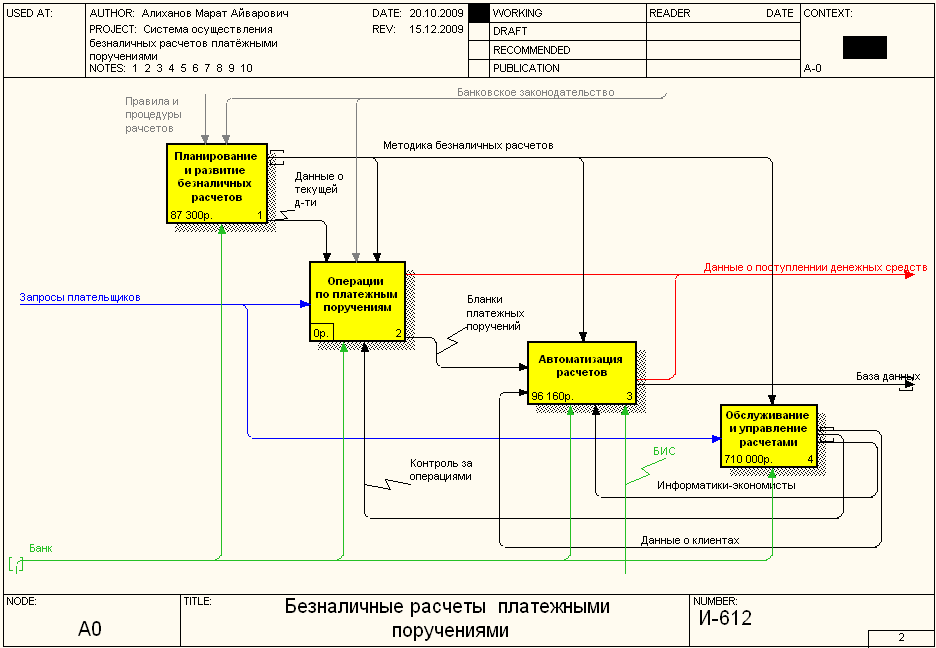 USED AT:
AUTHOR: Алиханов Марат Айварович
DATE: 20.10.2009
PROJECT: Система осуществления
безналичных расчетов платёжными
поручениями
REV: 15.12.2009
NOTES: 1 2 3 4 5 6 7 8 9 10
WORKING
DRAFT
RECOMMENDED
PUBLICATION
READER
DATE
CONTEXT:
A-0
Правила и
процедуры
рачсетов
Банковское законодательство
Планирование
и развитие
безналичных
расчетов
87 300р.
1
Методика безналичных расчетов
Данные о
текущей
д-ти
Операции
по платежным
поручениям
0р.
2
Запросы плательщиков
Данные о поступленнии денежных средств
Бланки
платежных
поручений
Автоматизация
расчетов
96 160р.
3
База данных
Обслуживание
и управление
расчетами
710 000р.
4
Контроль за
операциями
БИС
Информатики-экономисты
Данные о клиентах
Банк
NODE:
A0
TITLE:
Безналичные расчеты платежными
поручениями
NUMBER:
И-612
2